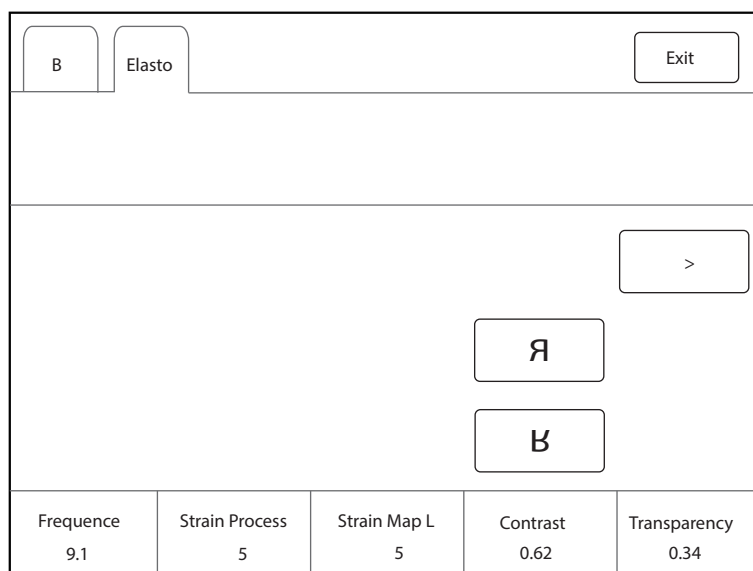 B
Elasto
Exit
>
Я
ʁ
Frequence
Strain Process
Strain Map L
Contrast
Transparency
9.1
5
5
0.62
0.34